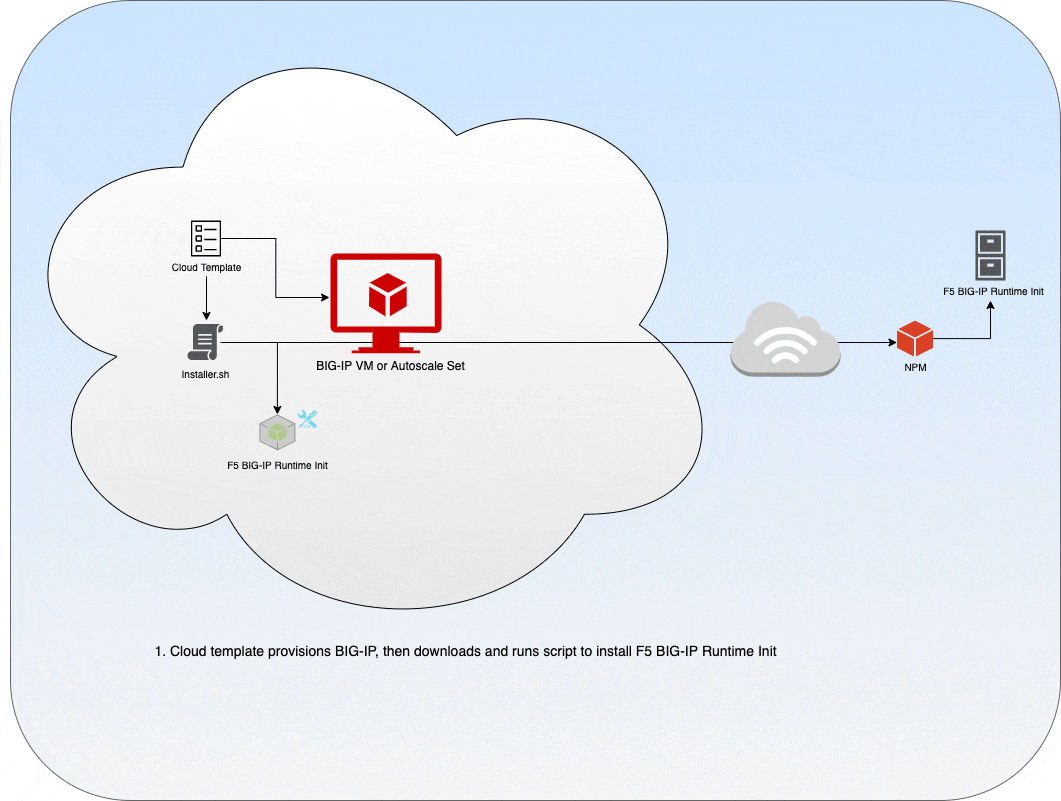 Cloud Template
F5 BIG-IP Runtime Init
BIG-IP VM or Autoscale Set
NPM
Installer.sh
F5 BIG-IP Runtime Init
1. Cloud template provisions BIG-IP, then downloads and runs script to install F5 BIG-IP Runtime Init